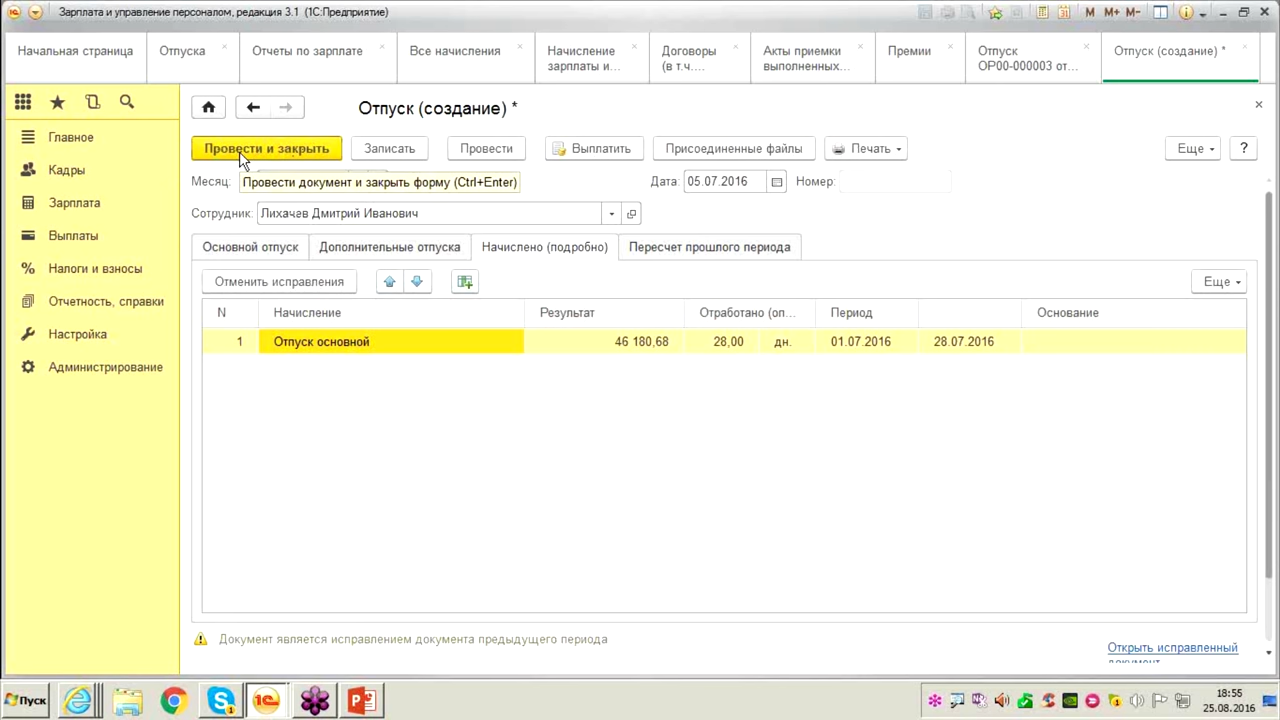 Зарплата и управление персоналом, редакция 3.1 (1С:Предприятие)
M M+ M-
Начальная страница
Отпуска
Отчеты по зарплате
Все начисления
Начисление зарплаты и...
Договоры (в т.ч....
Акты приемки выполненных...
Премии
Отпуск ОР00-000003 от...
Отпуск (создание) *
Главное
Кадры
Зарплата
Выплаты
Налоги и взносы
Отчетность, справки
Настройка
Администрирование
Отпуск (создание) *
Провести и закрыть Записать Провести Выплатить Присоединенные файлы Печать Еще ?
Месяц: Провести документ и закрыть форму (Ctrl+Enter) Дата: 05.07.2016 Номер:
Сотрудник: Лихачев Дмитрий Иванович
Основной отпуск Дополнительные отпуска Начислено (подробно) Пересчет прошлого периода
Отменить исправления Еще
N Начисление Результат Отработано (оп... Период Основание
1 Отпуск основной 46 180,68 28,00 дн. 01.07.2016 28.07.2016
Документ является исправлением документа предыдущего периода
Открыть исправленный
документ
Пуск
18:55
25.08.2016